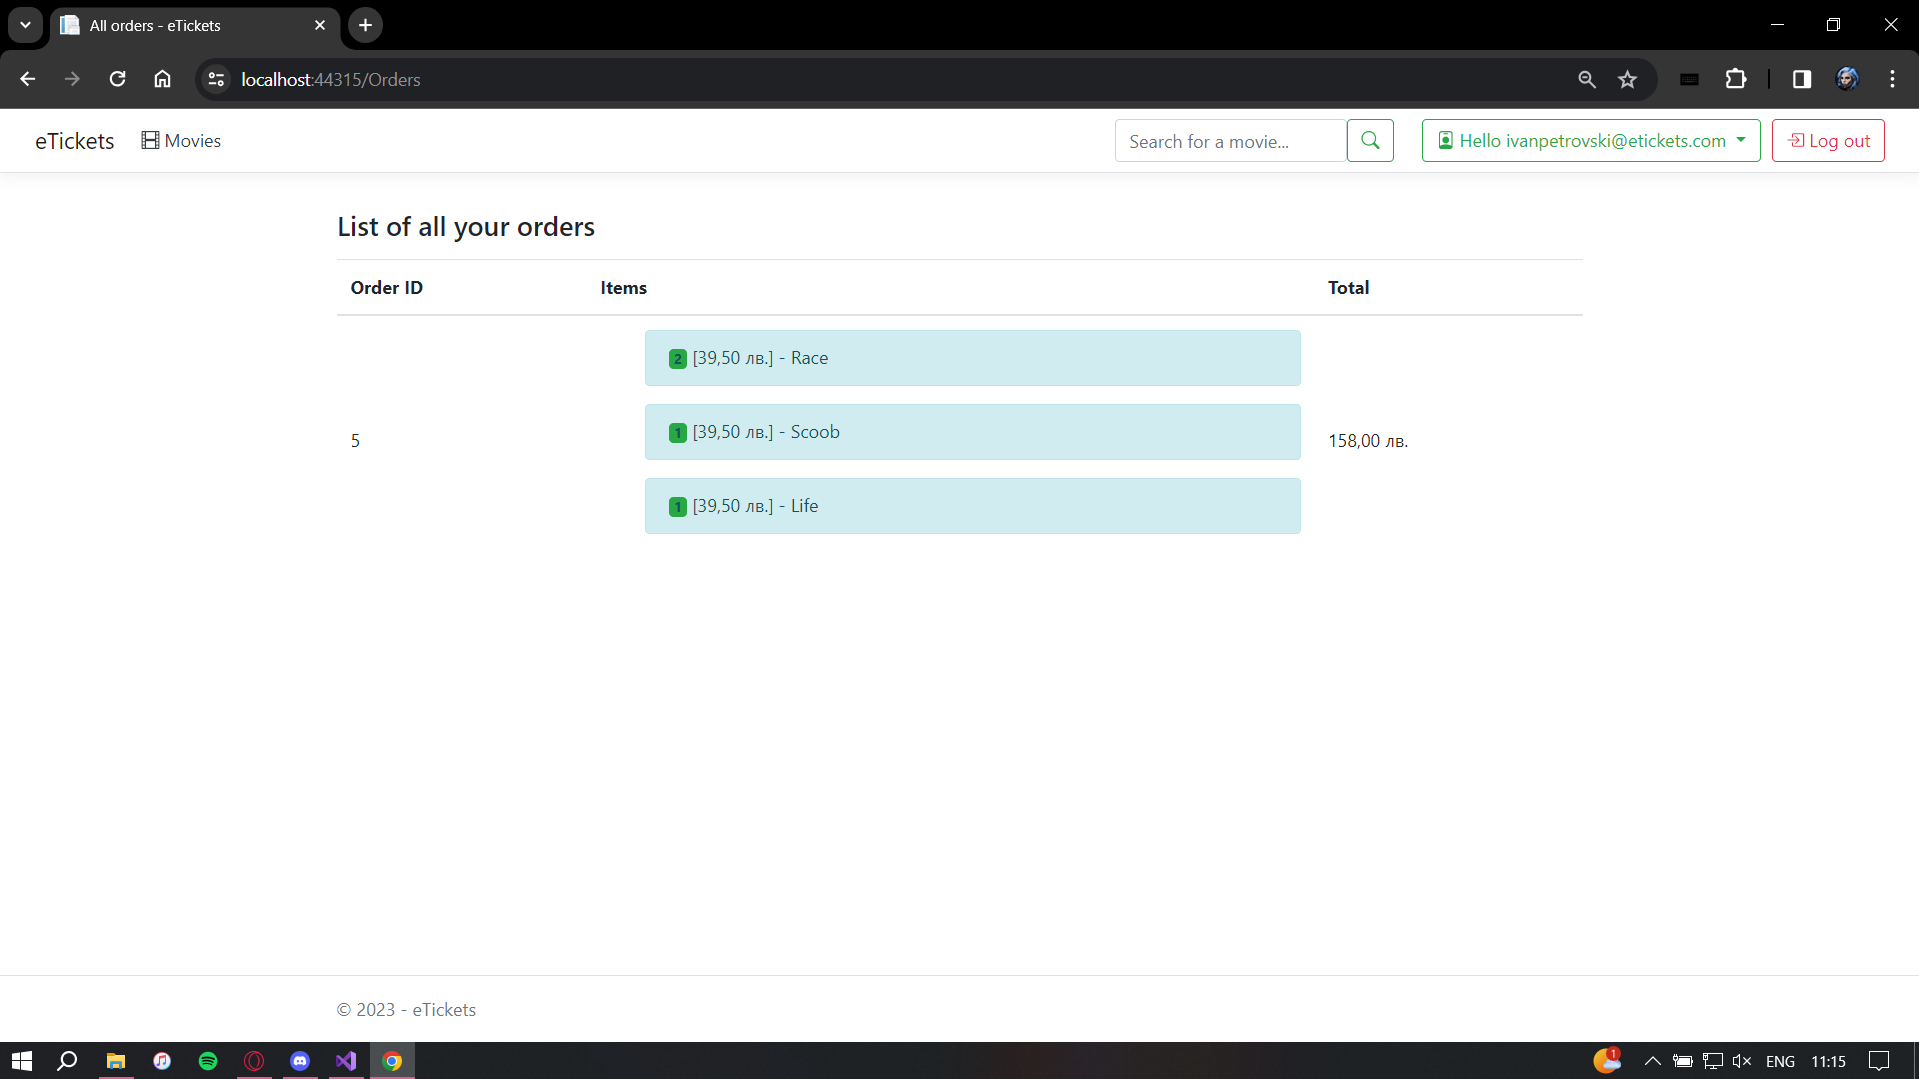 All orders - eTickets
localhost:44315/Orders
eTickets Movies Search for a movie... Hello ivanpetrovski@etickets.com Log out
List of all your orders
Order ID Items Total
2 [39,50 лв.] - Race
1 [39,50 лв.] - Scoob
5 158,00 лв.
1 [39,50 лв.] - Life
© 2023 - eTickets
1 ENG 11:15